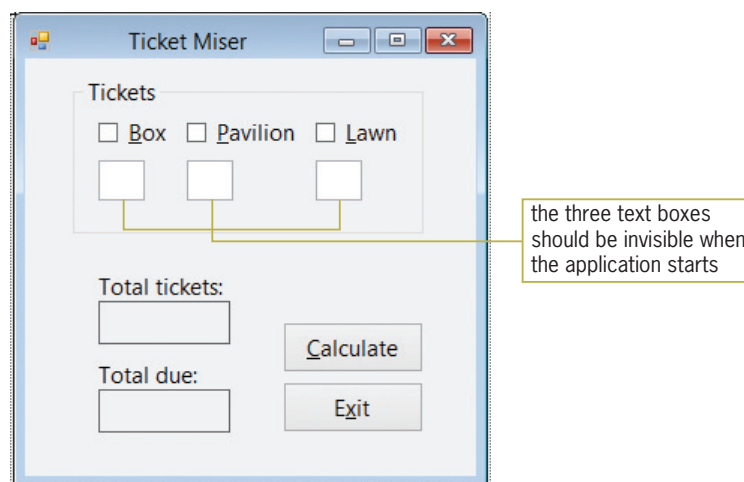 Ticket Miser
Tickets
Box Pavilion Lawn
the three text boxes
should be invisible when
the application starts
Total tickets:
Calculate
Total due:
Exit